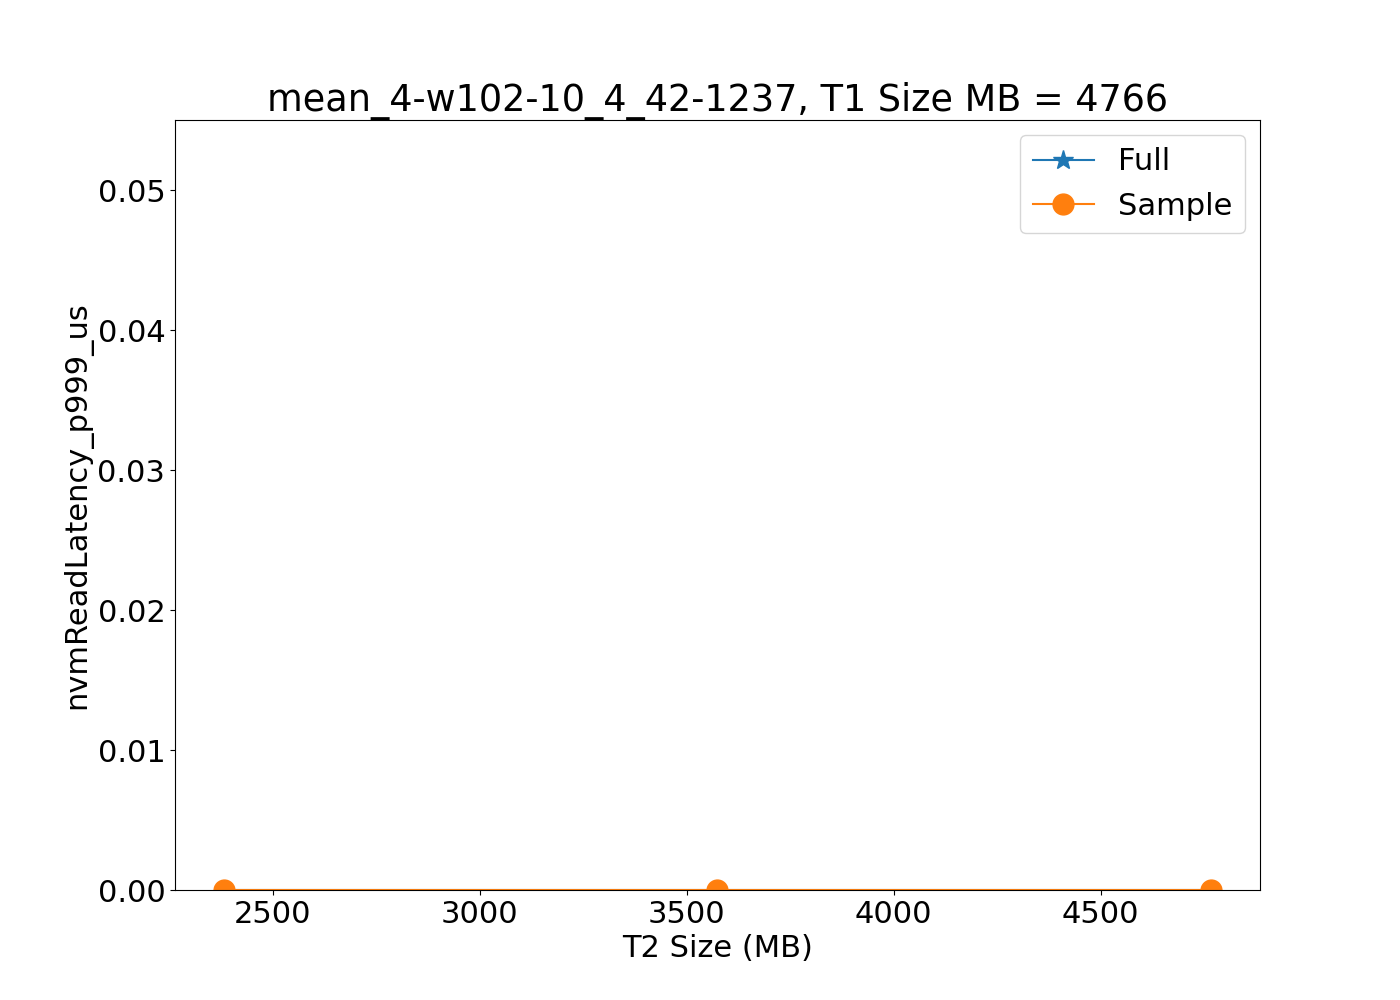 mean_4-w102-10_4_42-1237, T1 Size MB = 4766
Full
Sample
nvmReadLatency_p999_us
0.05
0.04
0.03
0.02
0.01
0.00
2500 3000 3500 4000 4500
T2 Size (MB)